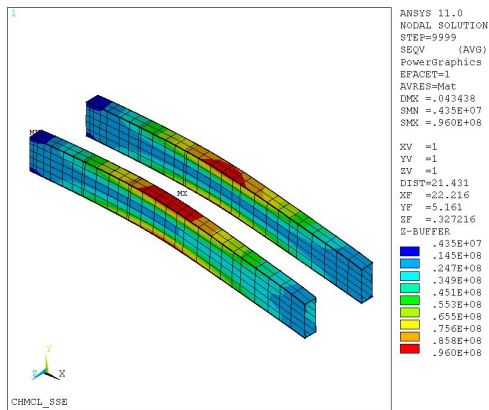 1
ANSYS 11.0
NODAL SOLUTION
STEP=9999
SEQV (AVG)
PowerGraphics
EFACET=1
AVRES=Mat
DMX =.043438
SMN =.435E+07
SMX =.960E+08
XV =1
YV =1
ZV =1
DIST=21.431
XF =22.216
YF =5.161
ZF =.327216
Z-BUFFER
.435E+07
.145E+08
.247E+08
.349E+08
.451E+08
.553E+08
.655E+08
.756E+08
.858E+08
.960E+08
MX
Y
Z X
CHMCL_SSE